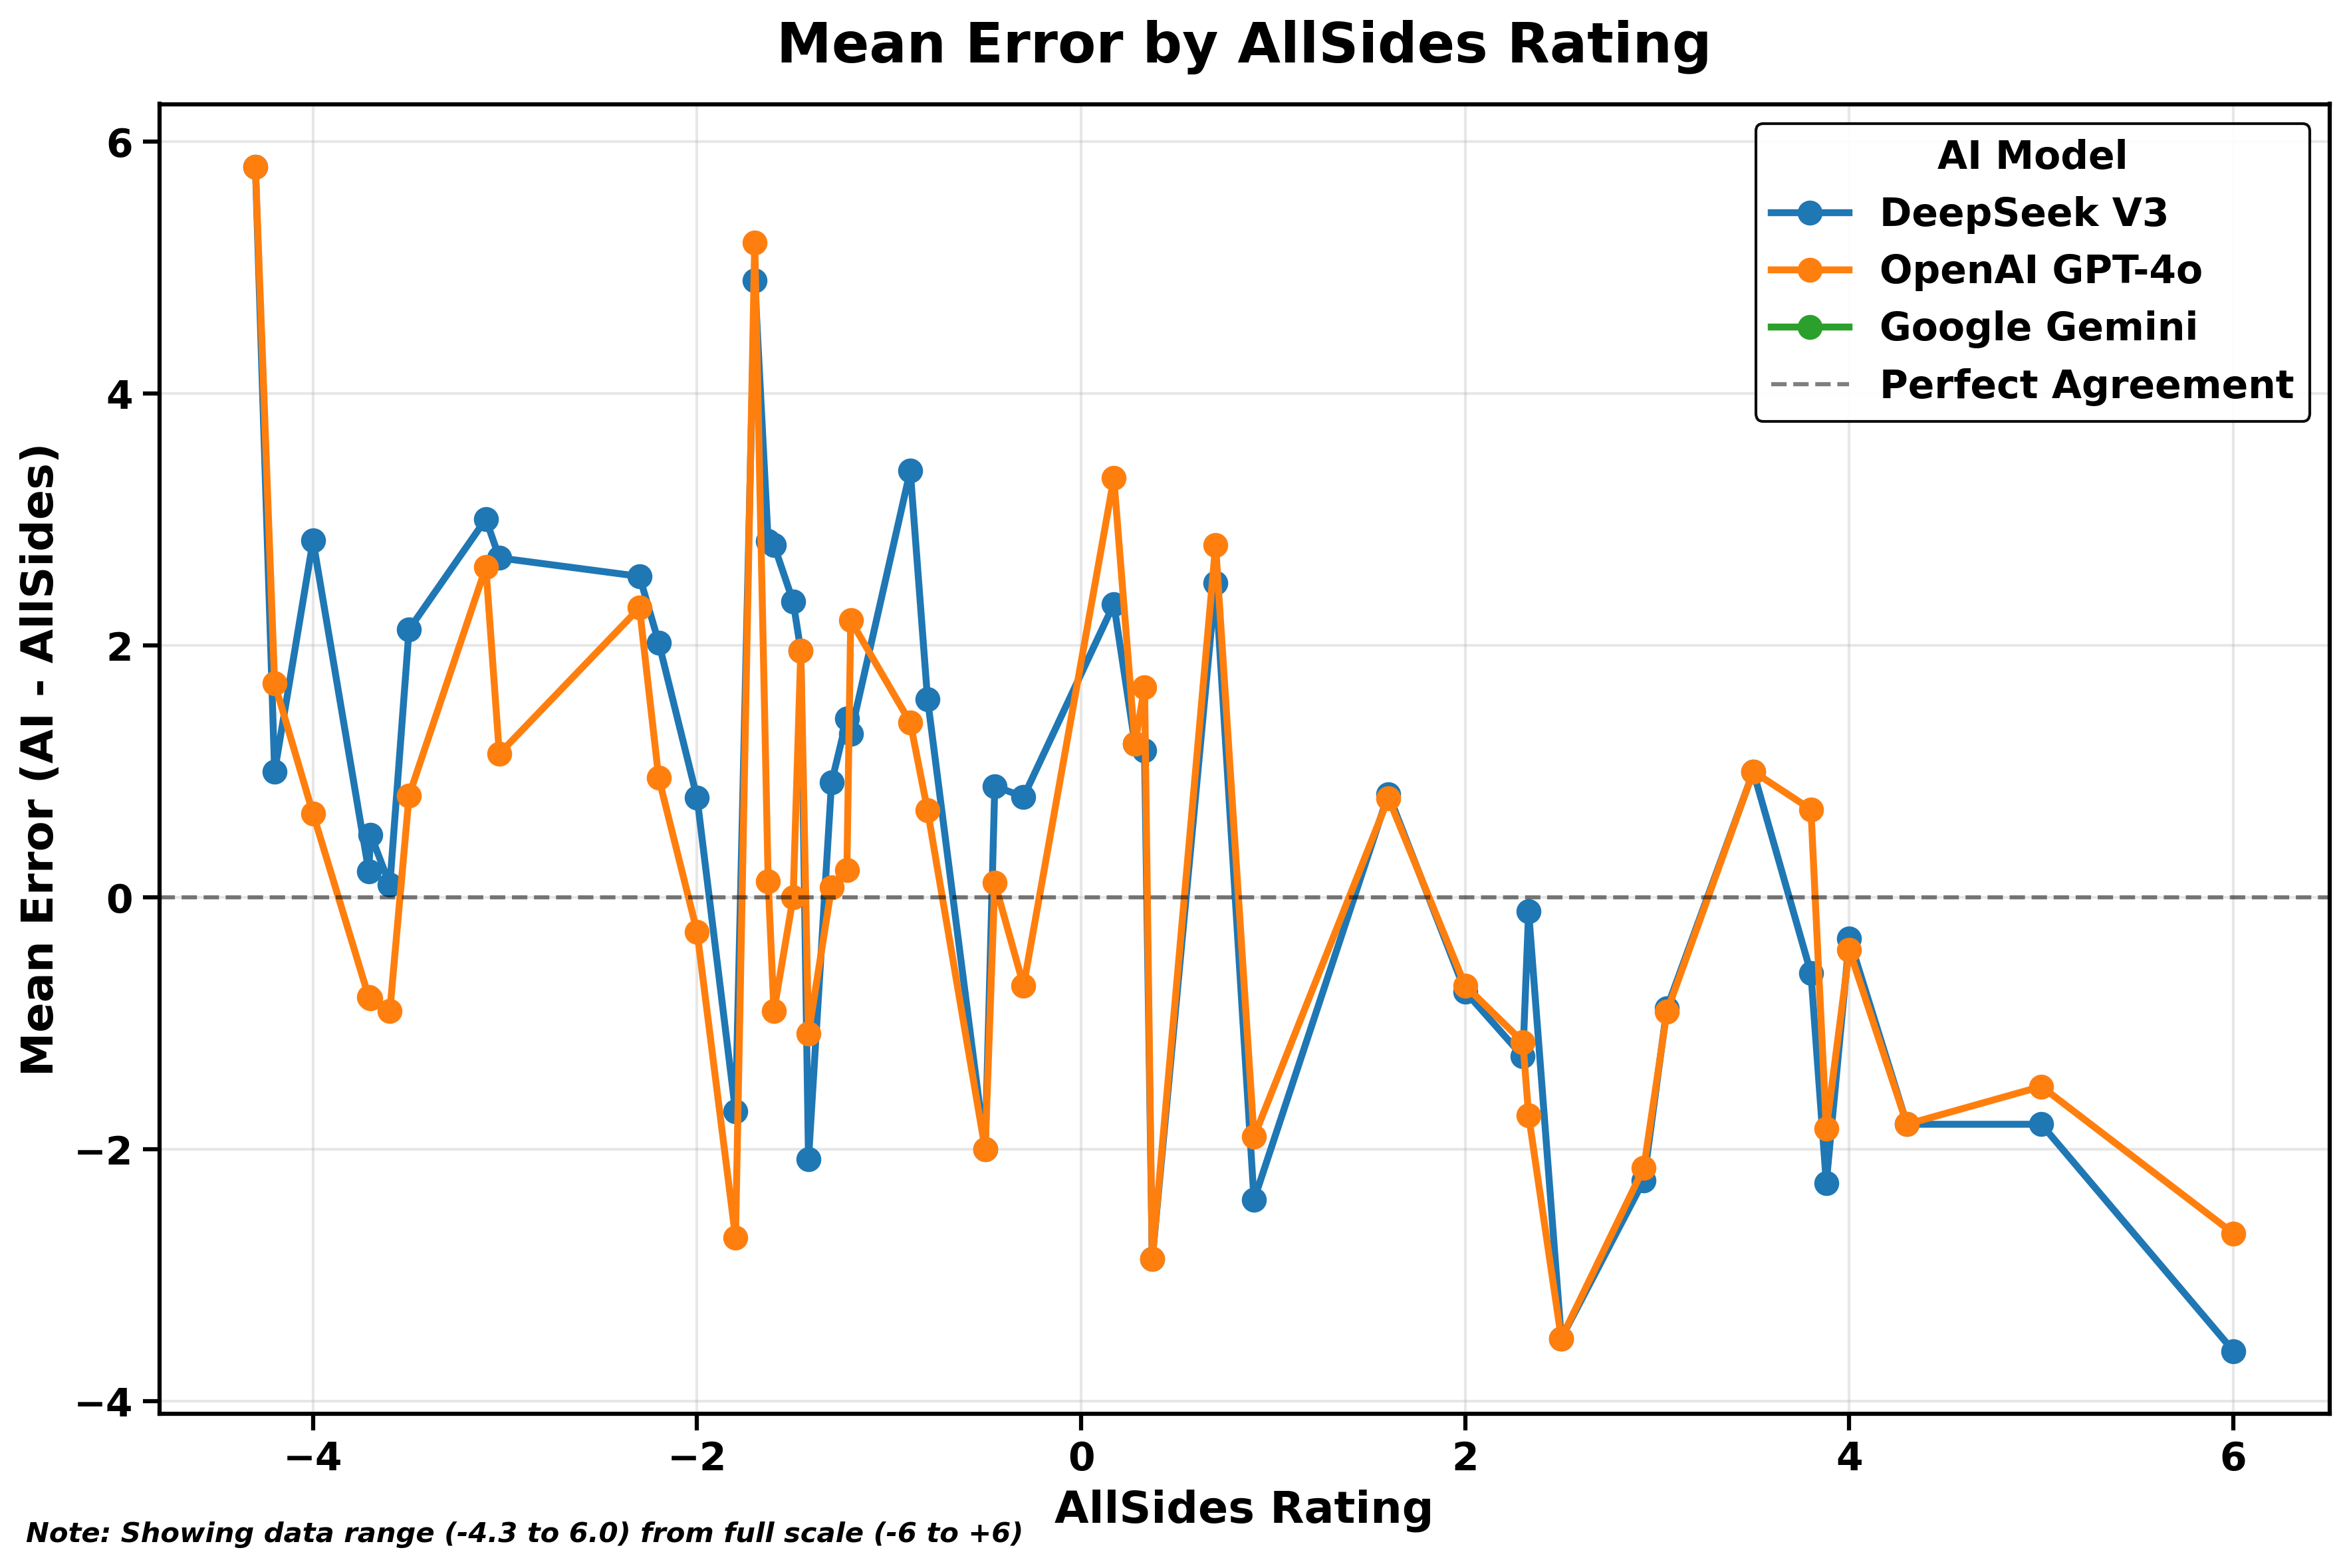 Mean Error by AllSides Rating
AI Model
DeepSeek V3
OpenAI GPT-4o
Google Gemini
Perfect Agreement
Mean Error (AI - AllSides)
6
4
2
0
−2
−4
−4
−2
0
2
4
6
AllSides Rating
Note: Showing data range (-4.3 to 6.0) from full scale (-6 to +6)